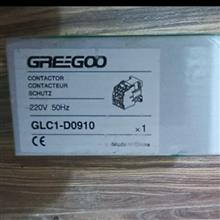 GREEGOO
CONTACTOR
CONTACTEUR
SCHUTZ
220V 50Hz
GLC1-D0910 ×1
CE Made in China